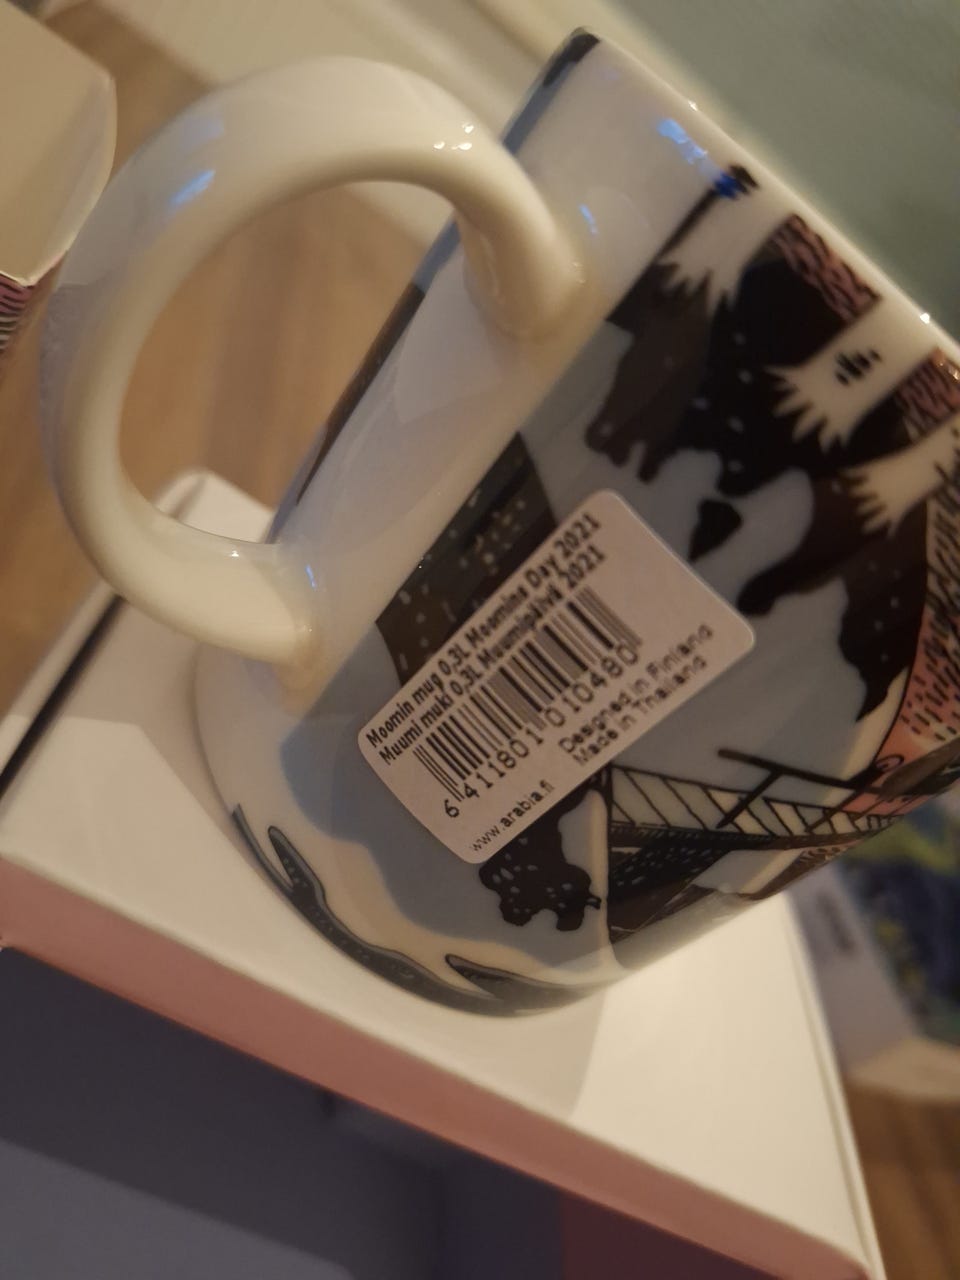 Moomin mug 0,3L Moomins Day 2021
Muumi muki 0,3L Muumipäivä 2021
6 411801 010480
www.arabia.fi
Designed in Finland
Made in Thailand